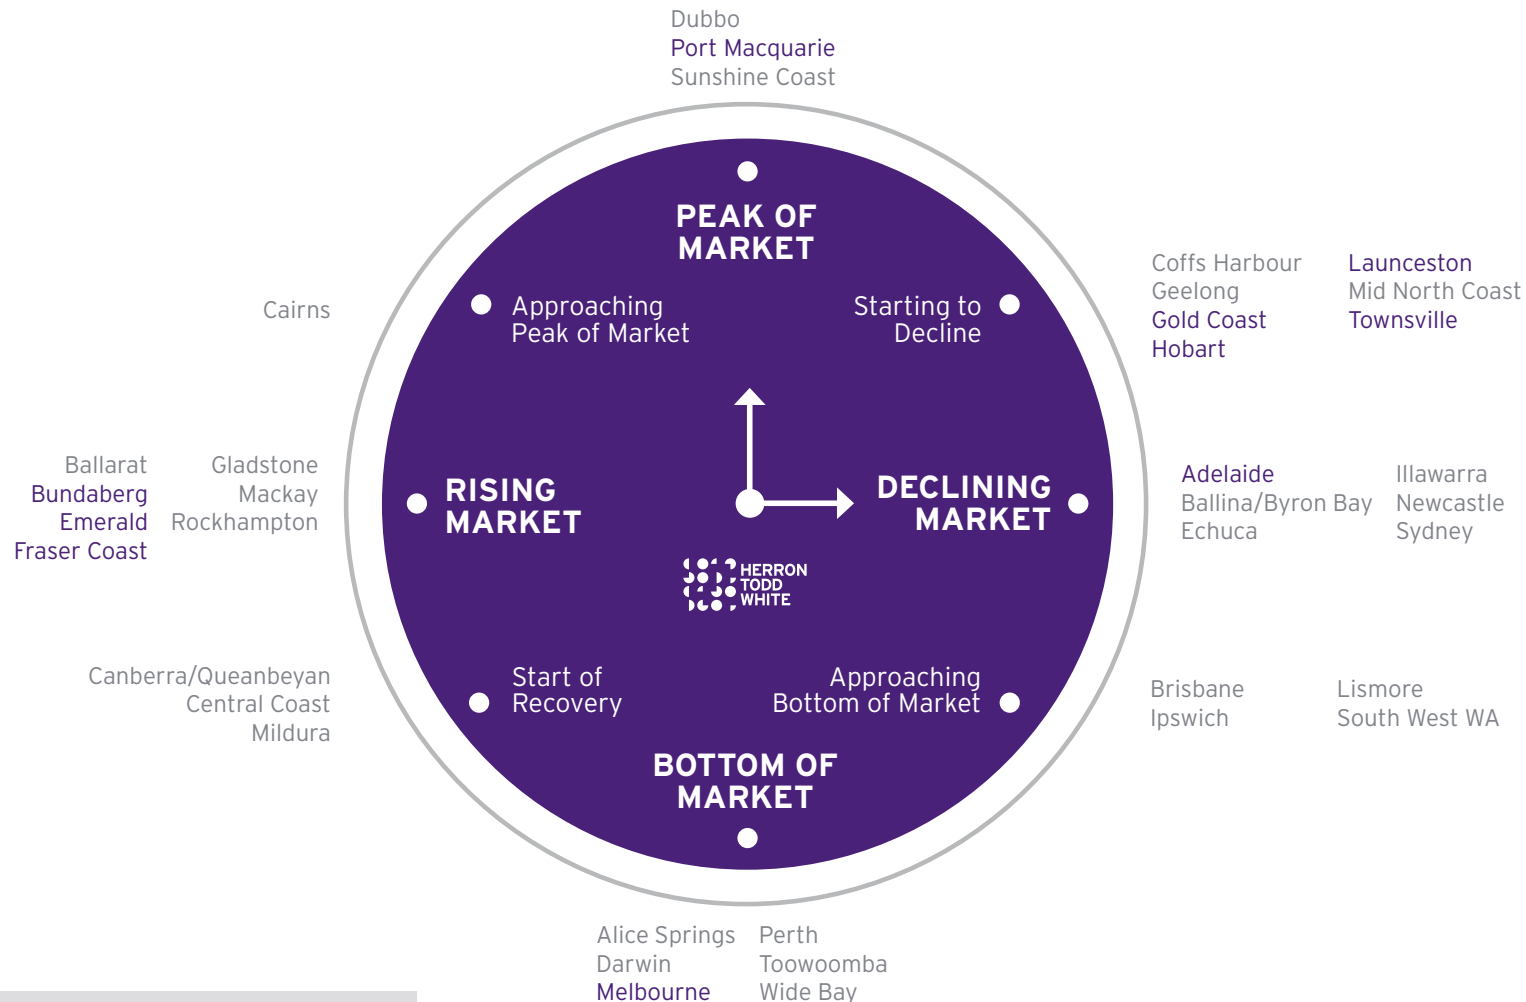 Dubbo
Port Macquarie
Sunshine Coast
PEAK OF
MARKET
Approaching
Peak of Market
Starting to
Decline
Cairns
Coffs Harbour
Geelong
Gold Coast
Hobart
Launceston
Mid North Coast
Townsville
Ballarat
Bundaberg
Emerald
Fraser Coast
Gladstone
Mackay
Rockhampton
RISING
MARKET
DECLINING
MARKET
Adelaide
Ballina/Byron Bay
Echuca
Illawarra
Newcastle
Sydney
HERRON
TODD
WHITE
Canberra/Queanbeyan
Central Coast
Mildura
Start of
Recovery
Approaching
Bottom of Market
Brisbane
Ipswich
Lismore
South West WA
BOTTOM OF
MARKET
Alice Springs
Darwin
Melbourne
Perth
Toowoomba
Wide Bay